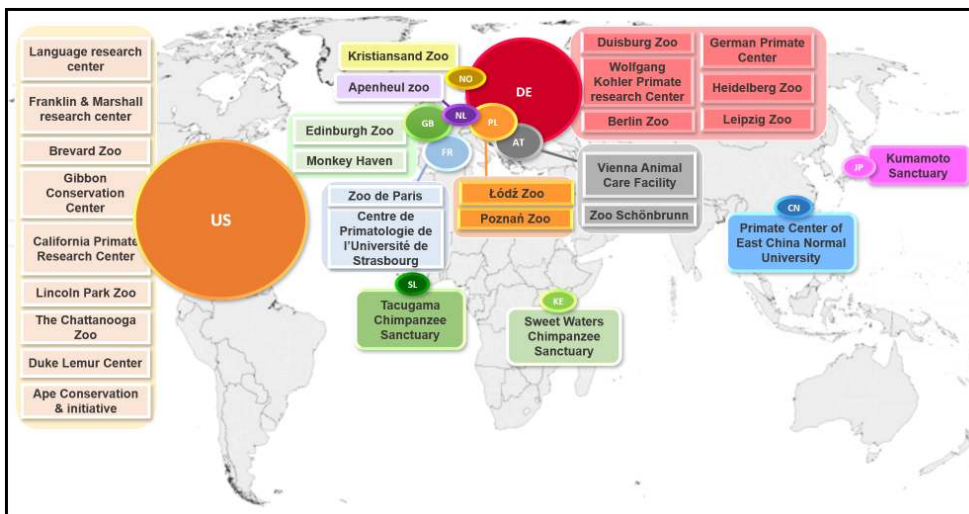 Language research
center
Franklin & Marshall
research center
Brevard Zoo
Gibbon
Conservation
Center
California Primate
Research Center
Lincoln Park Zoo
The Chattanooga
Zoo
Duke Lemur Center
Ape Conservation
& initiative
US
Kristiansand Zoo
NO
Apenheul zoo
NL
Edinburgh Zoo
Monkey Haven
GB
FR
Zoo de Paris
Centre de
Primatologie de
l'Université de
Strasbourg
DE
PL
AT
Łódź Zoo
Poznań Zoo
Duisburg Zoo
Wolfgang
Kohler Primate
research Center
Berlin Zoo
German Primate
Center
Heidelberg Zoo
Leipzig Zoo
Vienna Animal
Care Facility
Zoo Schönbrunn
SL
Tacugama
Chimpanzee
Sanctuary
KE
Sweet Waters
Chimpanzee
Sanctuary
JP
Kumamoto
Sanctuary
CN
Primate Center of
East China Normal
University